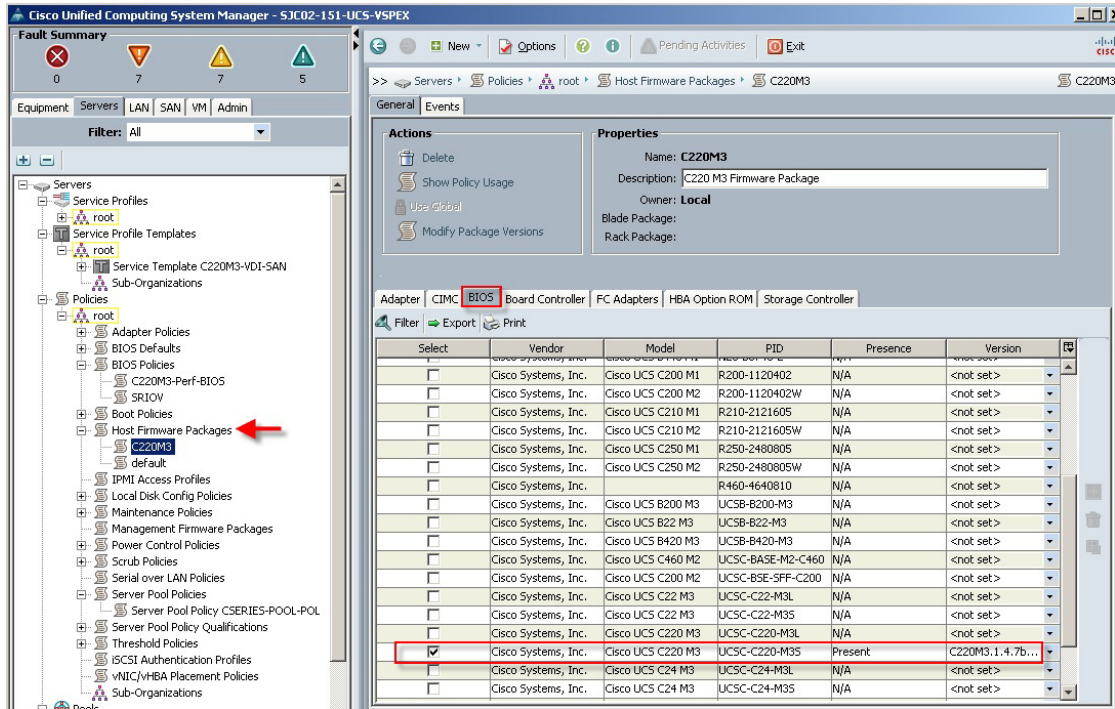 Cisco Unified Computing System Manager - SJC02-151-UCS-VSPEX
Fault Summary
0 7 7 5
Equipment Servers LAN SAN VM Admin
Filter: All
Servers
Service Profiles
root
Service Profile Templates
root
Service Template C220M3-VDI-SAN
Sub-Organizations
Policies
root
Adapter Policies
BIOS Defaults
BIOS Policies
C220M3-Perf-BIOS
SRIOV
Boot Policies
Host Firmware Packages
C220M3
default
IPMI Access Profiles
Local Disk Config Policies
Maintenance Policies
Management Firmware Packages
Power Control Policies
Scrub Policies
Serial over LAN Policies
Server Pool Policies
Server Pool Policy CSERIES-POOL-POL
Server Pool Policy Qualifications
Threshold Policies
iSCSI Authentication Profiles
vNIC/vHBA Placement Policies
Sub-Organizations
Pools
New Options Pending Activities Exit
>> Servers Policies root Host Firmware Packages C220M3 C220M3
General Events
Actions
Delete
Show Policy Usage
Use Global
Modify Package Versions
Properties
Name: C220M3
Description: C220 M3 Firmware Package
Owner: Local
Blade Package:
Rack Package:
Adapter CIMC BIOS Board Controller FC Adapters HBA Option ROM Storage Controller
Filter Export Print
Select Vendor Model PID Presence Version
Cisco Systems, Inc. Cisco UCS C200 M1 R200-1120402 N/A <not set>
Cisco Systems, Inc. Cisco UCS C200 M2 R200-1120402W N/A <not set>
Cisco Systems, Inc. Cisco UCS C210 M1 R210-2121605 N/A <not set>
Cisco Systems, Inc. Cisco UCS C210 M2 R210-2121605W N/A <not set>
Cisco Systems, Inc. Cisco UCS C250 M1 R250-2480805 N/A <not set>
Cisco Systems, Inc. Cisco UCS C250 M2 R250-2480805W N/A <not set>
Cisco Systems, Inc. R460-4640810 N/A <not set>
Cisco Systems, Inc. Cisco UCS B200 M3 UCSB-B200-M3 N/A <not set>
Cisco Systems, Inc. Cisco UCS B22 M3 UCSB-B22-M3 N/A <not set>
Cisco Systems, Inc. Cisco UCS B420 M3 UCSB-B420-M3 N/A <not set>
Cisco Systems, Inc. Cisco UCS C460 M2 UCSC-BASE-M2-C460 N/A <not set>
Cisco Systems, Inc. Cisco UCS C200 M2 UCSC-BSE-SFF-C200 N/A <not set>
Cisco Systems, Inc. Cisco UCS C22 M3 UCSC-C22-M3L N/A <not set>
Cisco Systems, Inc. Cisco UCS C22 M3 UCSC-C22-M3S N/A <not set>
Cisco Systems, Inc. Cisco UCS C220 M3 UCSC-C220-M3L N/A <not set>
Cisco Systems, Inc. Cisco UCS C220 M3 UCSC-C220-M3S Present C220M3.1.4.7b...
Cisco Systems, Inc. Cisco UCS C24 M3 UCSC-C24-M3L N/A <not set>
Cisco Systems, Inc. Cisco UCS C24 M3 UCSC-C24-M3S N/A <not set>